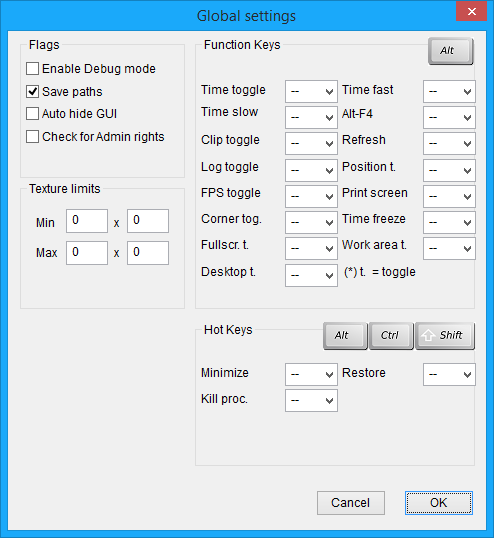 Global settings
Flags
Enable Debug mode
Save paths
Auto hide GUI
Check for Admin rights
Texture limits
Min 0 x 0
Max 0 x 0
Function Keys Alt
Time toggle -- Time fast --
Time slow -- Alt-F4 --
Clip toggle -- Refresh --
Log toggle -- Position t. --
FPS toggle -- Print screen --
Corner tog. -- Time freeze --
Fullscr. t. -- Work area t. --
Desktop t. -- (*) t. = toggle
Hot Keys Alt Ctrl Shift
Minimize -- Restore --
Kill proc. --
Cancel OK